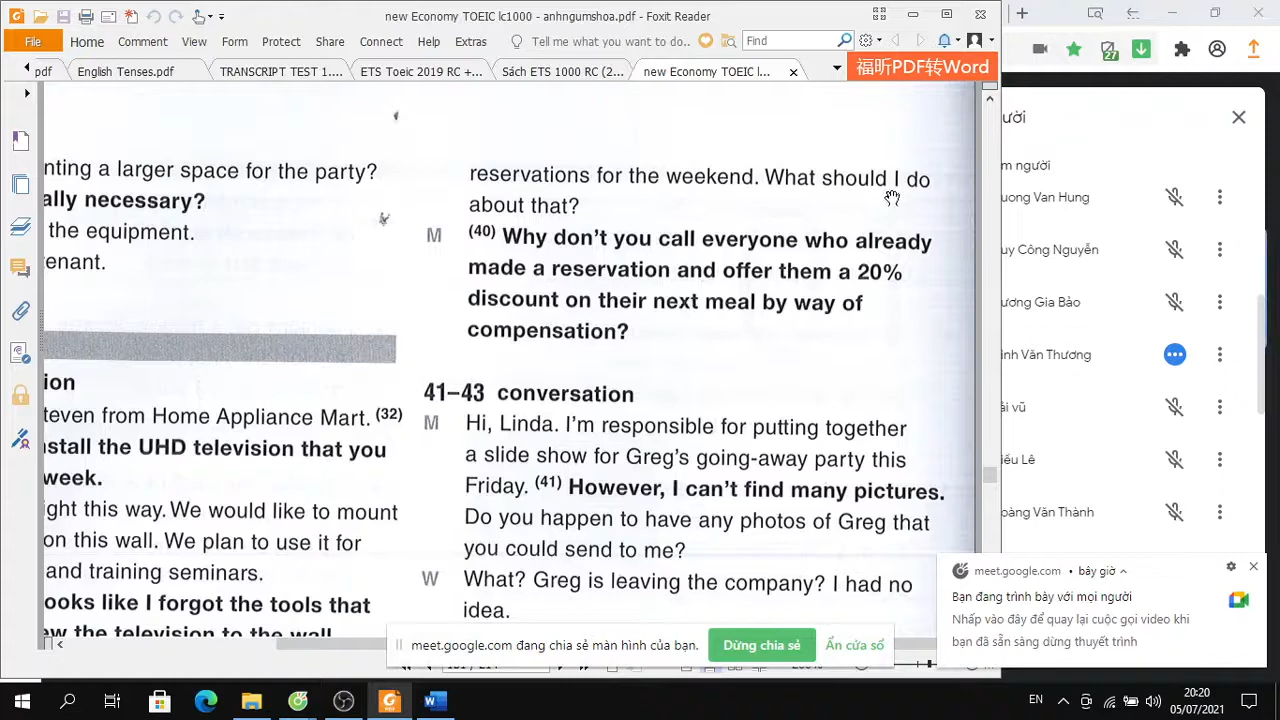 new Economy TOEIC lc1000 - anhngumshoa.pdf - Foxit Reader
File Home Comment View Form Protect Share Connect Help Extras Tell me what you want to do.. Find
pdf English Tenses.pdf TRANSCRIPT TEST 1.... ETS Toeic 2019 RC +... Sách ETS 1000 RC (2... new Economy TOEIC l... 福昕PDF转Word
27
nting a larger space for the party?
ally necessary?
the equipment.
enant.
ion
teven from Home Appliance Mart. (32)
nstall the UHD television that you
week.
ight this way. We would like to mount
on this wall. We plan to use it for
and training seminars.
ooks like I forgot the tools that
ew the television to the wall
reservations for the weekend. What should I do
about that?
M (40) Why don't you call everyone who already
made a reservation and offer them a 20%
discount on their next meal by way of
compensation?
41–43 conversation
M Hi, Linda. I'm responsible for putting together
a slide show for Greg's going-away party this
Friday. (41) However, I can't find many pictures.
Do you happen to have any photos of Greg that
you could send to me?
W What? Greg is leaving the company? I had no
idea.
ười
m người
uong Van Hung
uy Công Nguyễn
ương Gia Bảo
inh Văn Thương
ải vũ
iếu Lê
oàng Văn Thành
meet.google.com • bây giờ
Bạn đang trình bày với mọi người
Nhấp vào đây để quay lại cuộc gọi video khi
bạn đã sẵn sàng dừng thuyết trình
meet.google.com đang chia sẻ màn hình của bạn. Dừng chia sẻ Ẩn cửa sổ
EN 20:20
05/07/2021